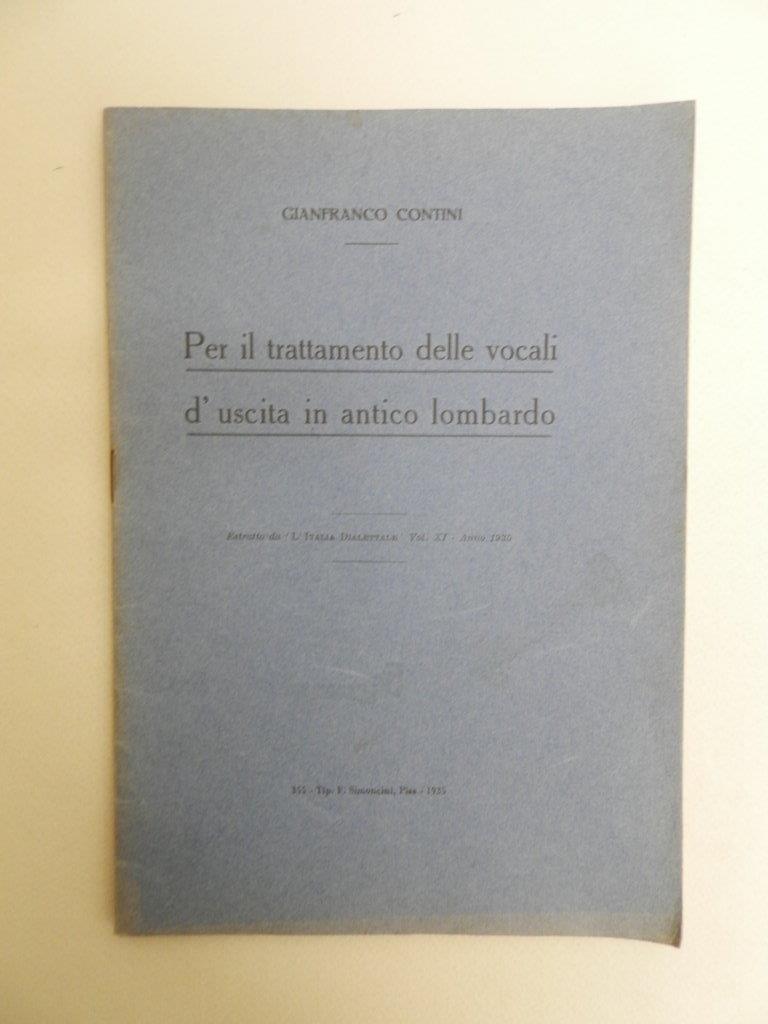 GIANFRANCO CONTINI
Per il trattamento delle vocali
d' uscita in antico lombardo
Estratto da "L'ITALIA DIALETTALE" Vol. XI - Anno 1935
355 - Tip. F. Simoncini, Pisa - 1935